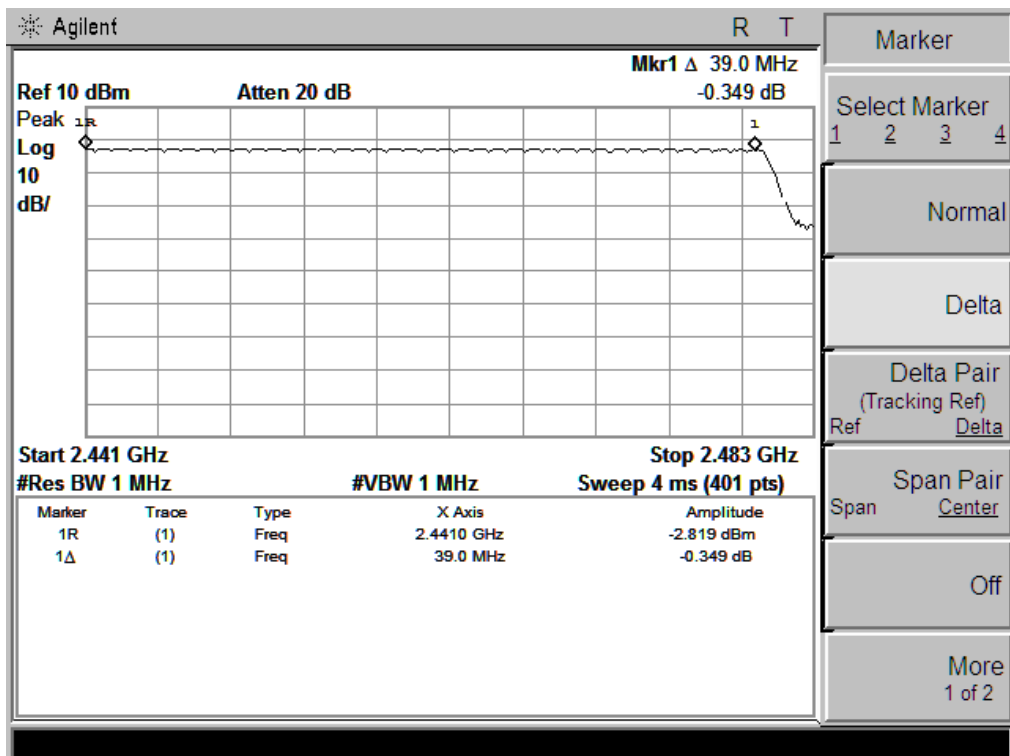 Agilent R T
Mkr1 Δ 39.0 MHz
Ref 10 dBm Atten 20 dB -0.349 dB
Peak
Log
10
dB/
1R
1
Start 2.441 GHz Stop 2.483 GHz
#Res BW 1 MHz #VBW 1 MHz Sweep 4 ms (401 pts)
Marker Trace Type X Axis Amplitude
1R (1) Freq 2.4410 GHz -2.819 dBm
1Δ (1) Freq 39.0 MHz -0.349 dB
Marker
Select Marker
1 2 3 4
Normal
Delta
Delta Pair
(Tracking Ref)
Ref Delta
Span Pair
Span Center
Off
More
1 of 2